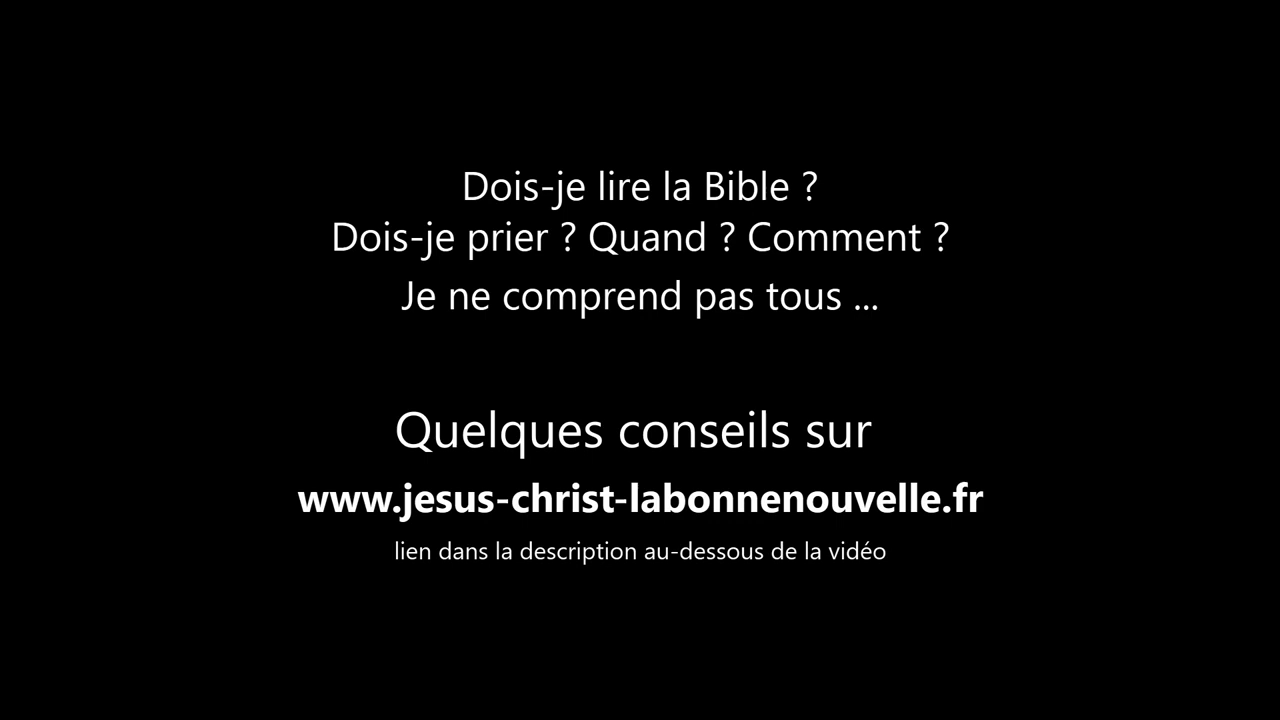 Dois-je lire la Bible ?
Dois-je prier ? Quand ? Comment ?
Je ne comprend pas tous ...
Quelques conseils sur
www.jesus-christ-labonnenouvelle.fr
lien dans la description au-dessous de la vidéo